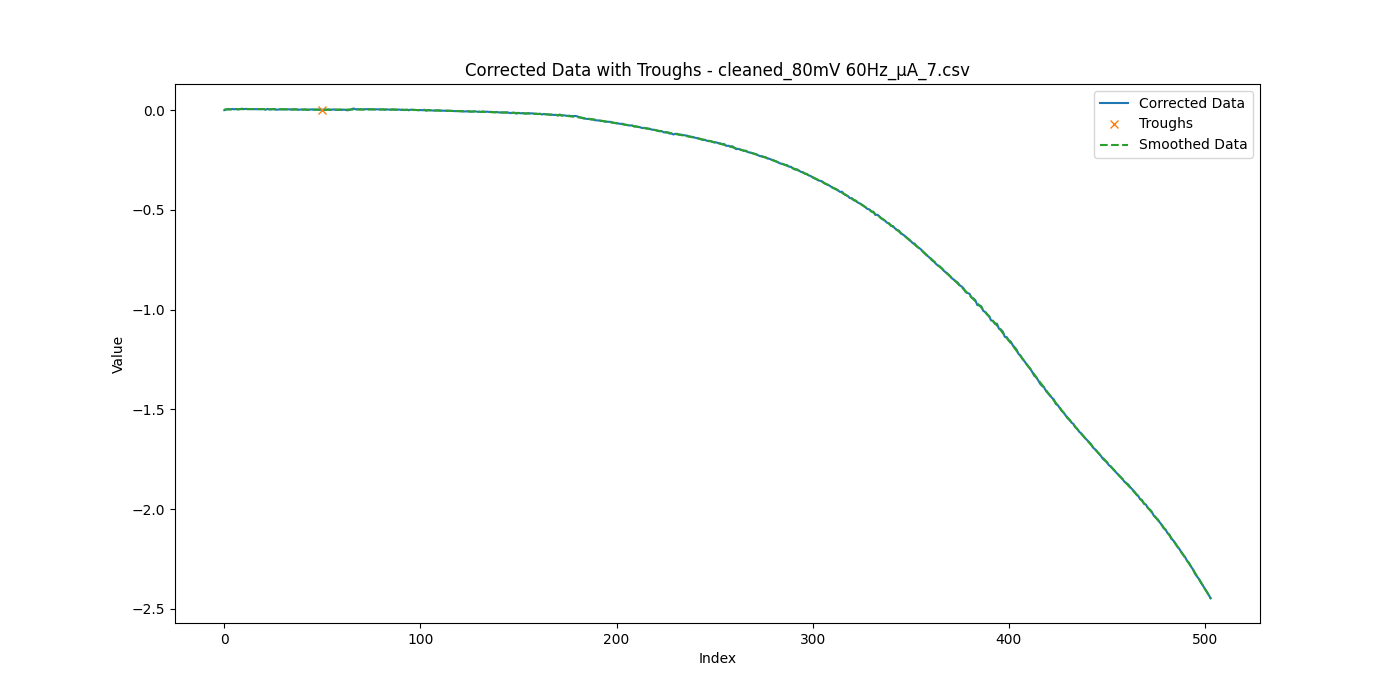 Corrected Data with Troughs - cleaned_80mV 60Hz_µA_7.csv
Corrected Data
Troughs
Smoothed Data
Value
0.0
−0.5
−1.0
−1.5
−2.0
−2.5
0 100 200 300 400 500
Index